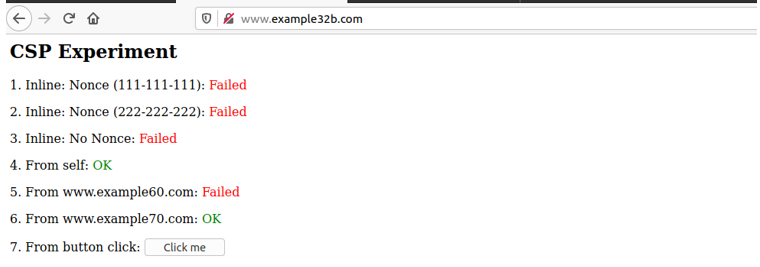 www.example32b.com
CSP Experiment
1. Inline: Nonce (111-111-111): Failed
2. Inline: Nonce (222-222-222): Failed
3. Inline: No Nonce: Failed
4. From self: OK
5. From www.example60.com: Failed
6. From www.example70.com: OK
7. From button click: Click me